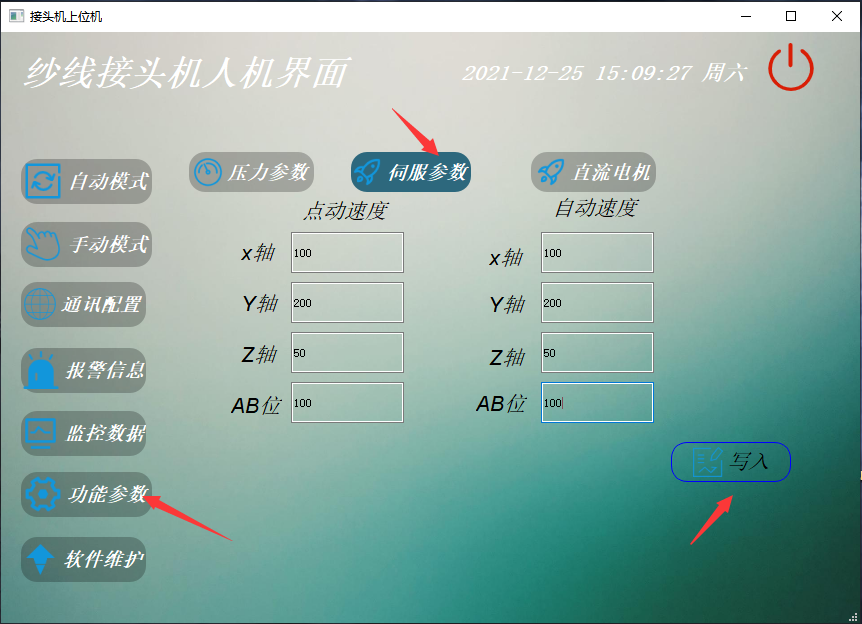 接头机上位机
纱线接头机人机界面
2021-12-25 15:09:27 周六
压力参数 伺服参数 直流电机
自动模式
手动模式
通讯配置
报警信息
监控数据
功能参数
软件维护
点动速度 自动速度
x轴 100 x轴 100
Y轴 200 Y轴 200
Z轴 50 Z轴 50
AB位 100 AB位 100
写入